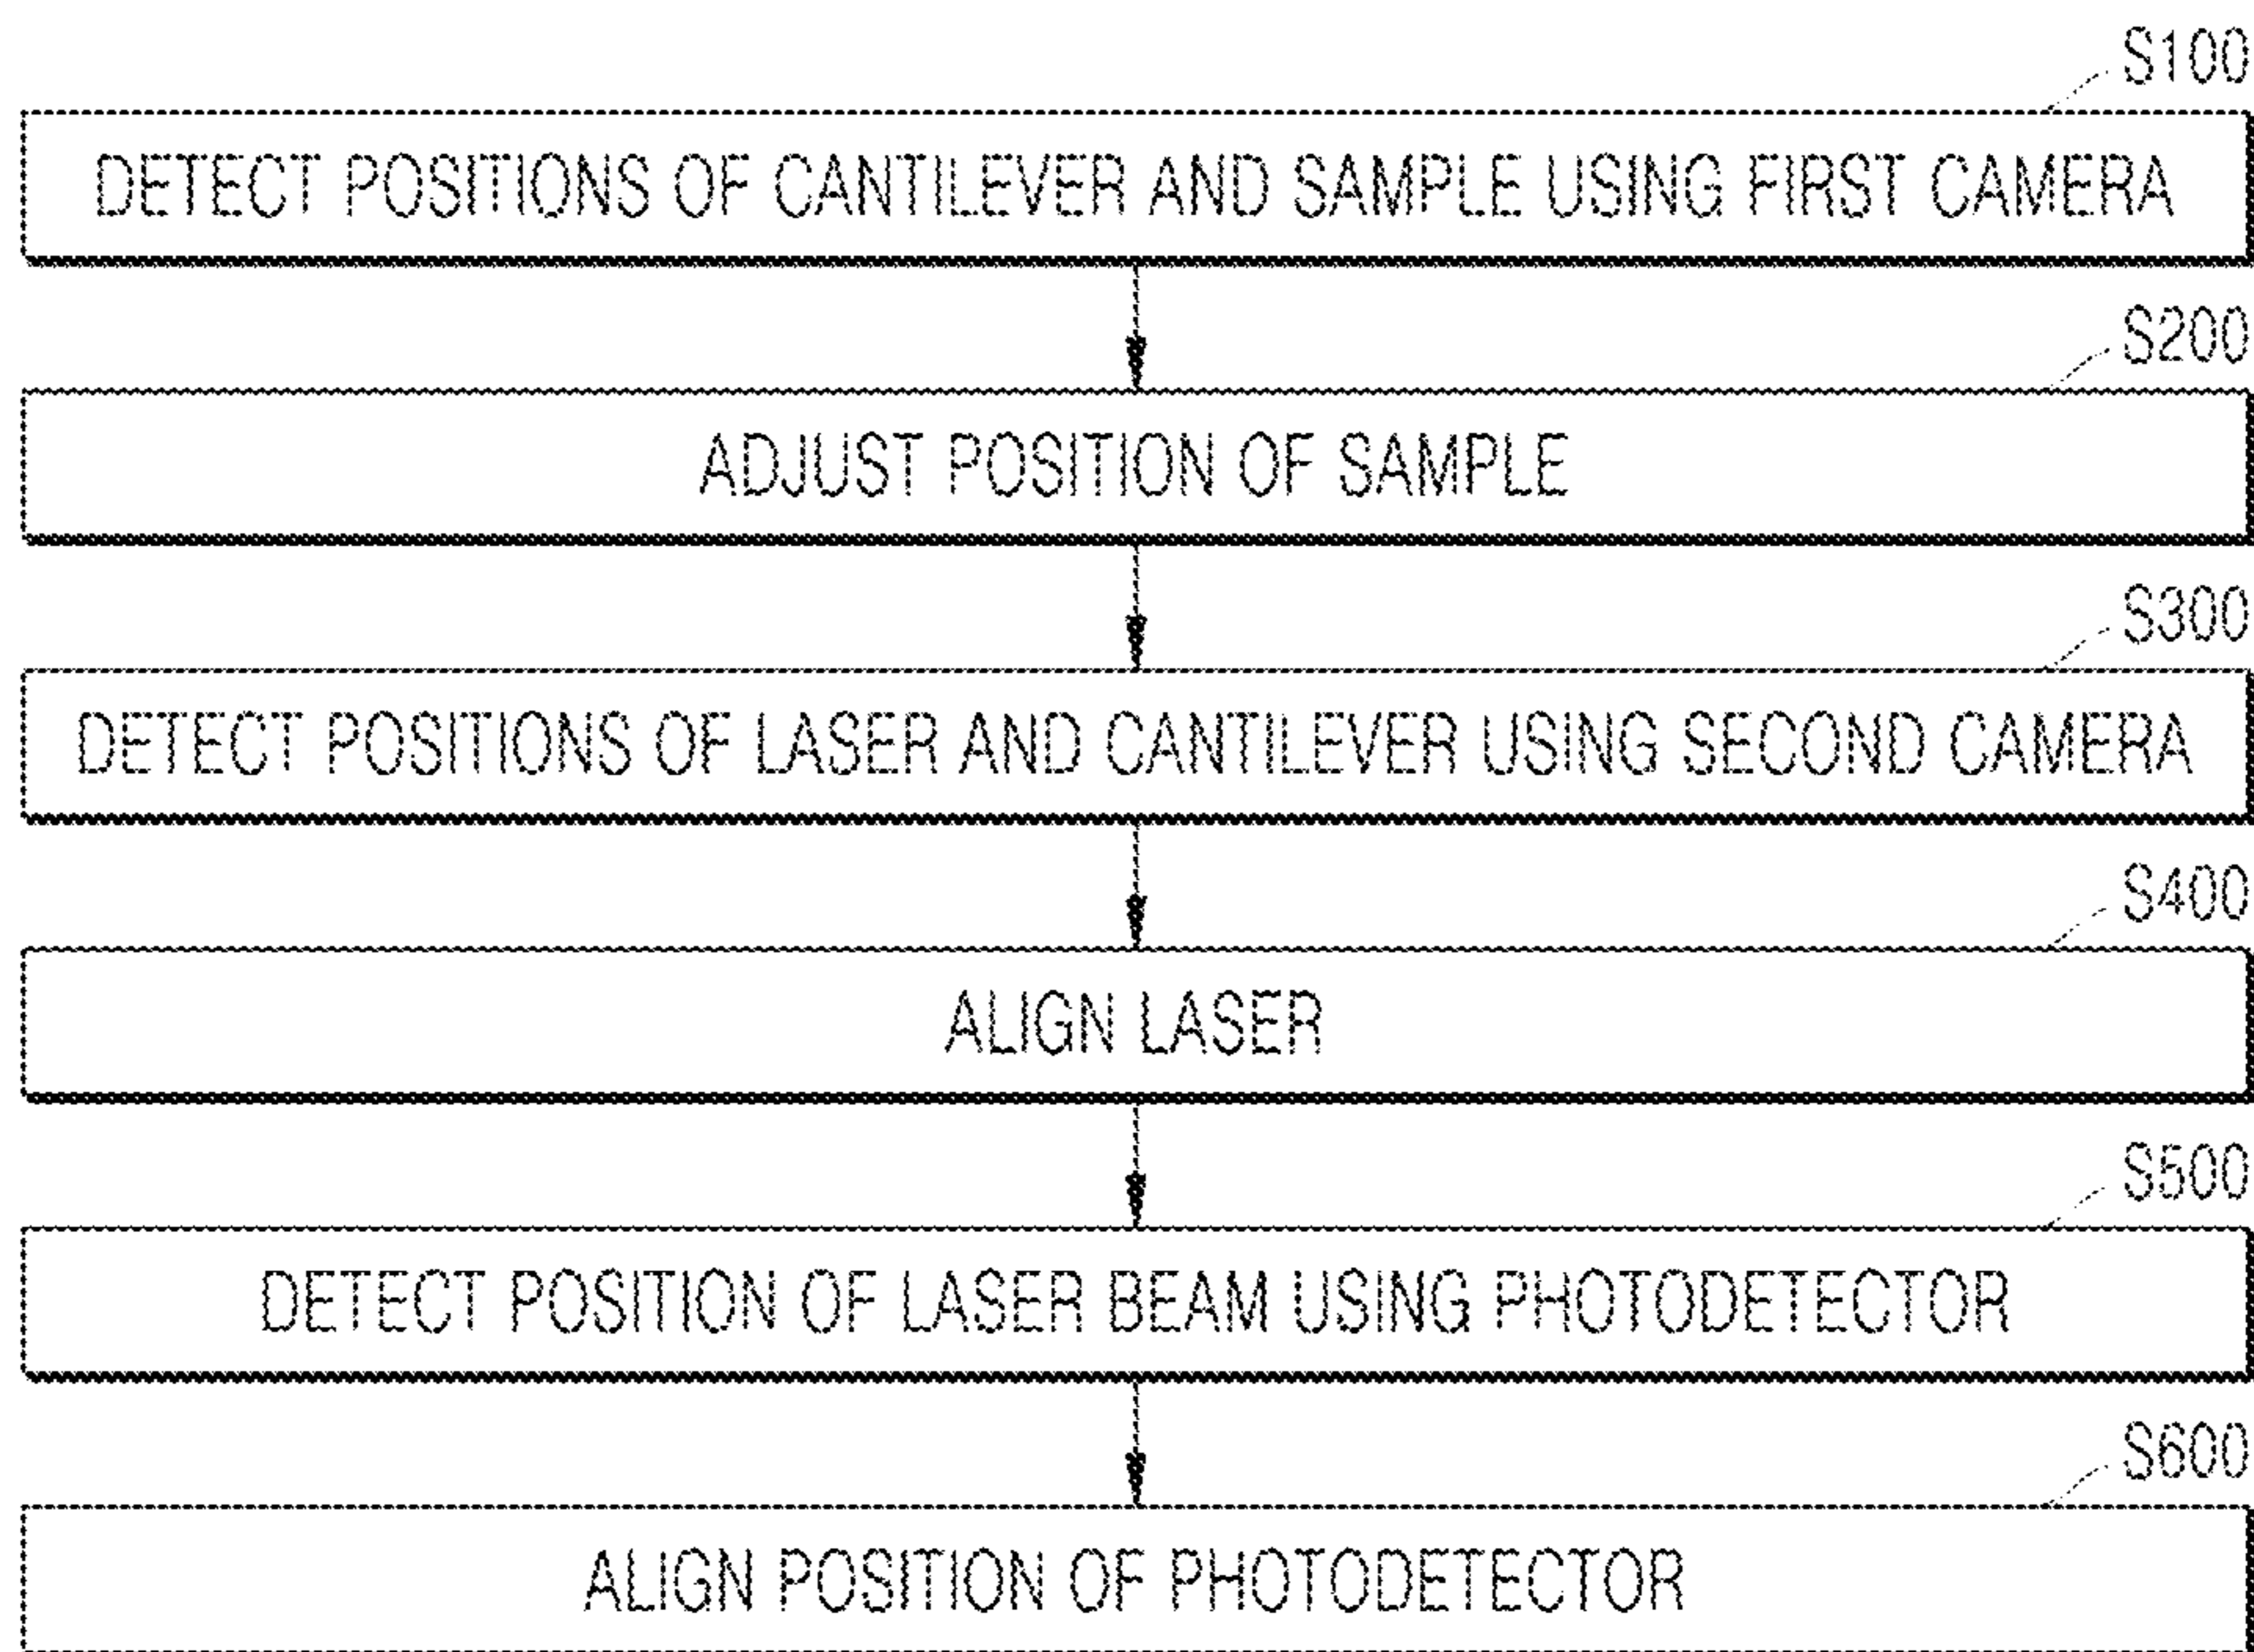 S100
DETECT POSITIONS OF CANTILEVER AND SAMPLE USING FIRST CAMERA
S200
ADJUST POSITION OF SAMPLE
S300
DETECT POSITIONS OF LASER AND CANTILEVER USING SECOND CAMERA
S400
ALIGN LASER
S500
DETECT POSITION OF LASER BEAM USING PHOTODETECTOR
S600
ALIGN POSITION OF PHOTODETECTOR